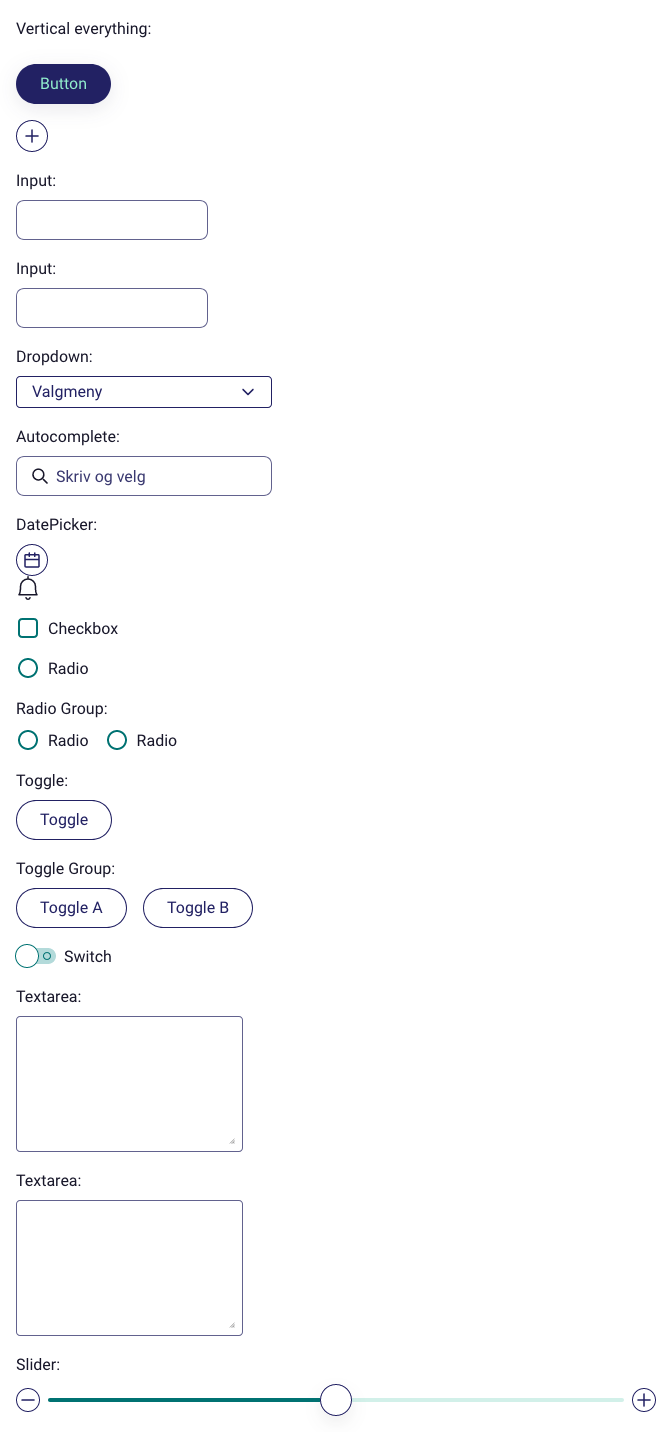 Vertical everything:
Button
Input:
Input:
Dropdown:
Valgmeny
Autocomplete:
Skriv og velg
DatePicker:
Checkbox
Radio
Radio Group:
Radio Radio
Toggle:
Toggle
Toggle Group:
Toggle A Toggle B
Switch
Textarea:
Textarea:
Slider: